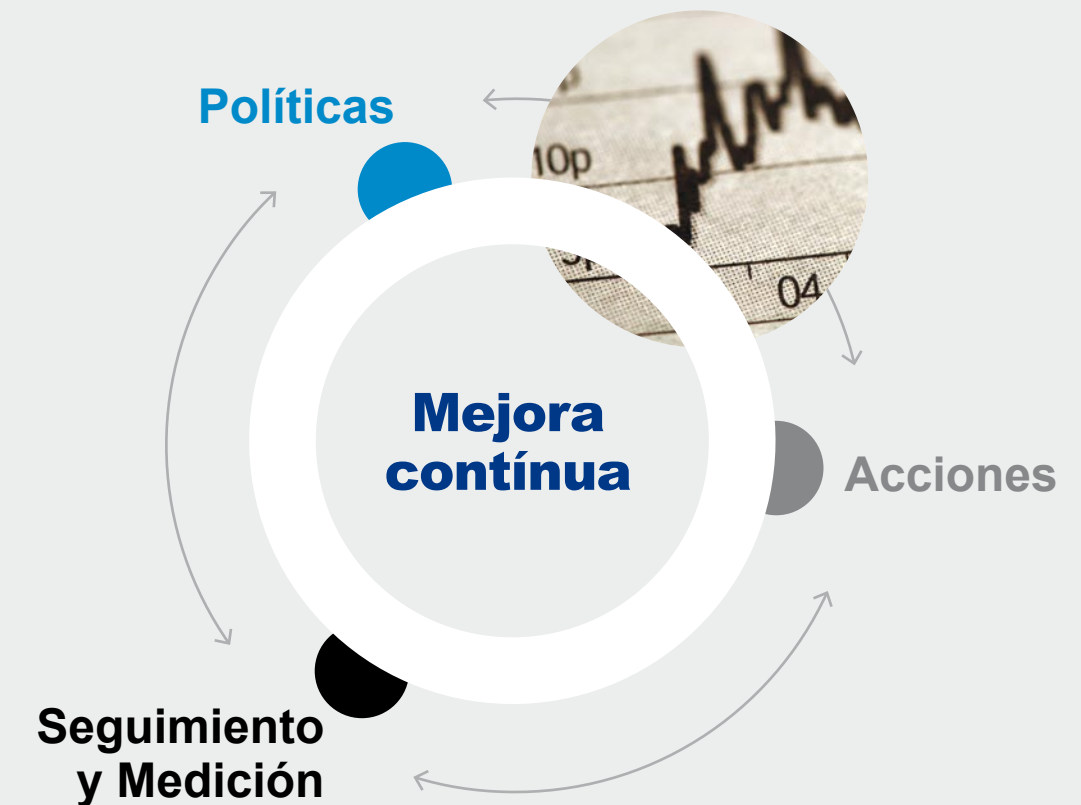 Políticas
10p
04
Mejora
contínua
Acciones
Seguimiento
y Medición